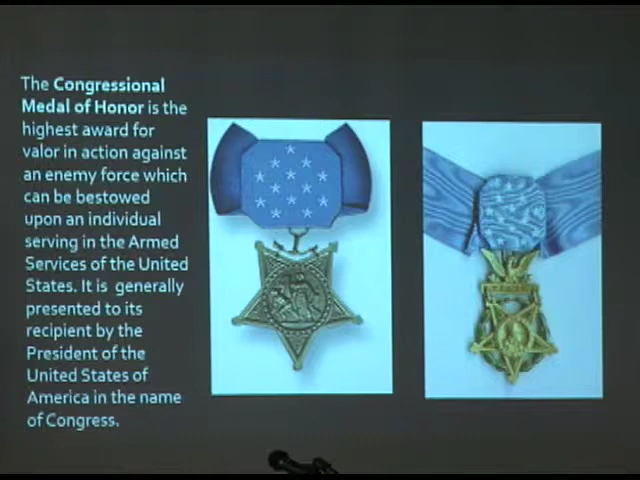 The Congressional
Medal of Honor is the
highest award for
valor in action against
an enemy force which
can be bestowed
upon an individual
serving in the Armed
Services of the United
States. It is generally
presented to its
recipient by the
President of the
United States of
America in the name
of Congress.